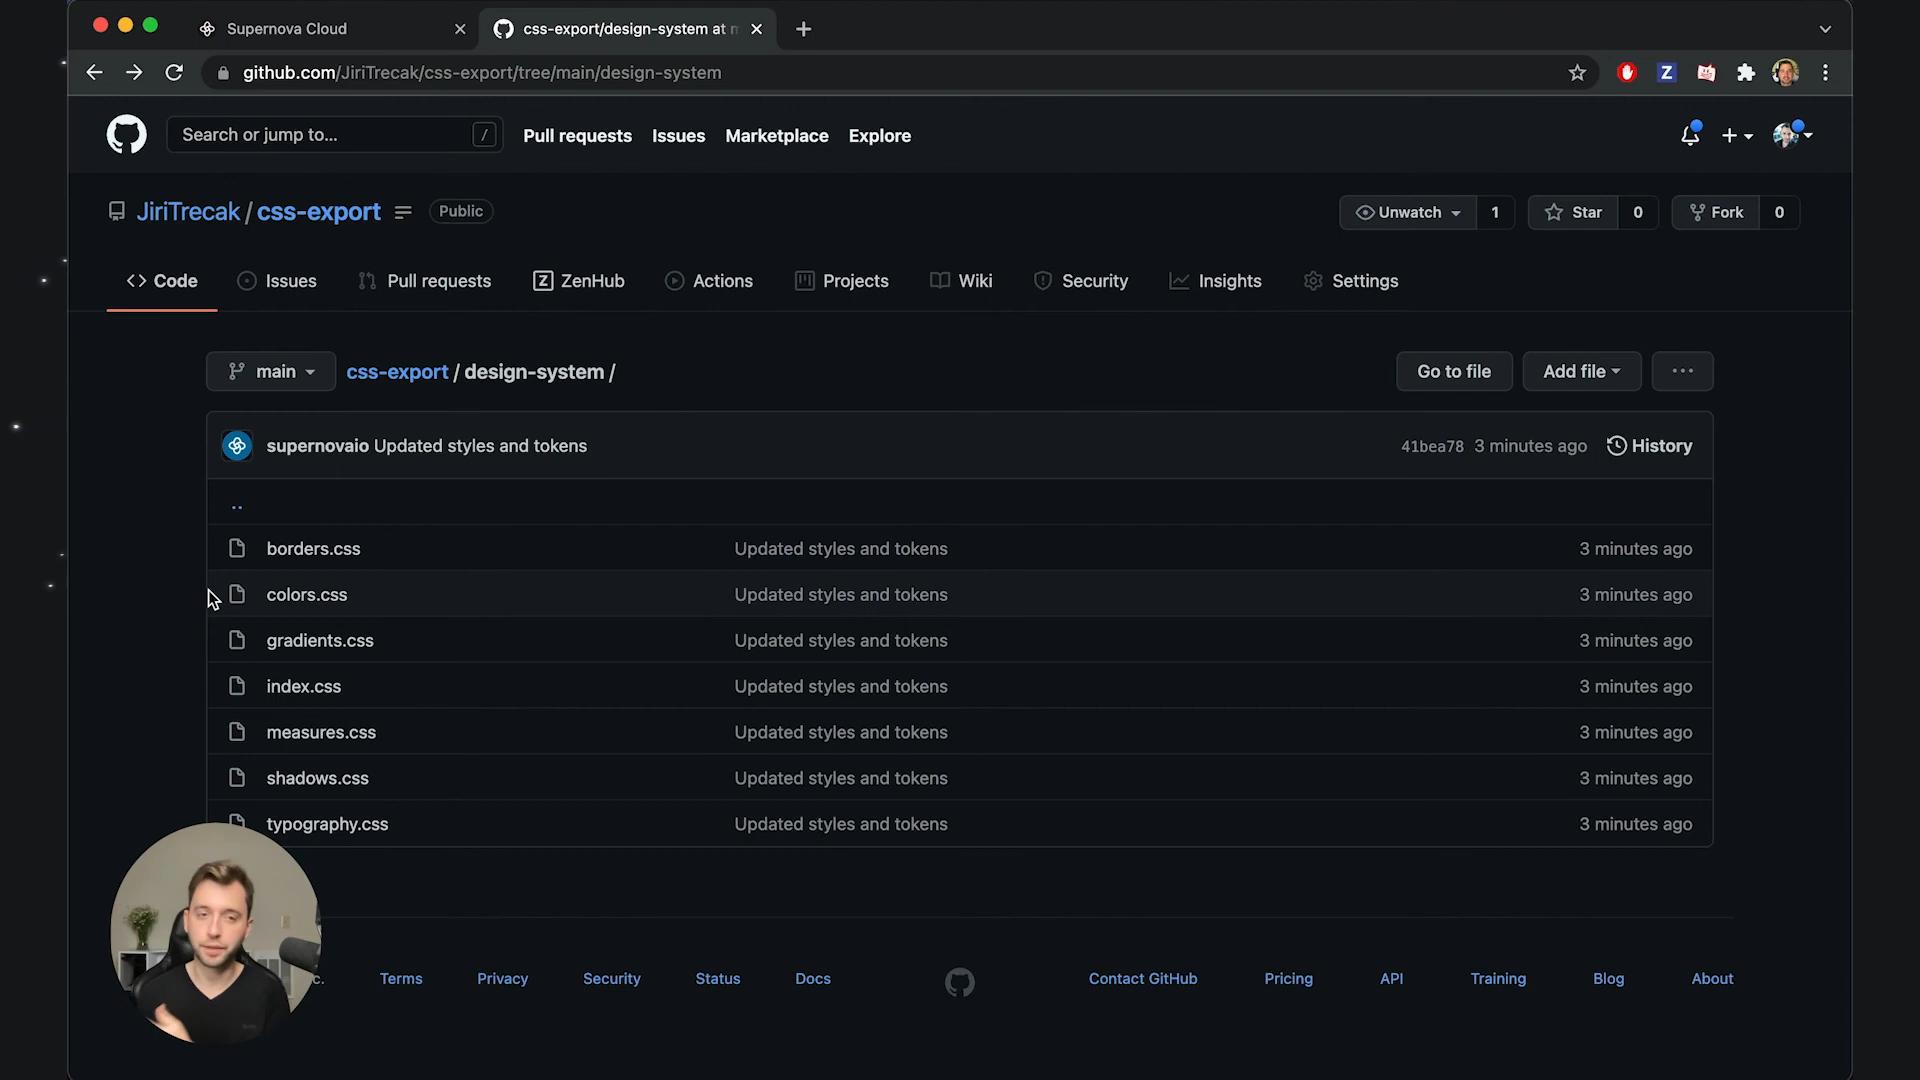 Supernova Cloud
css-export/design-system at
github.com/JiriTrecak/css-export/tree/main/design-system
Z
Search or jump to... /
Pull requests Issues Marketplace Explore
JiriTrecak / css-export Public
Unwatch 1 Star 0 Fork 0
Code Issues Pull requests Z ZenHub Actions Projects Wiki Security Insights Settings
main css-export / design-system / Go to file Add file ...
supernovaio Updated styles and tokens 41bea78 3 minutes ago History
..
borders.css Updated styles and tokens 3 minutes ago
colors.css Updated styles and tokens 3 minutes ago
gradients.css Updated styles and tokens 3 minutes ago
index.css Updated styles and tokens 3 minutes ago
measures.css Updated styles and tokens 3 minutes ago
shadows.css Updated styles and tokens 3 minutes ago
typography.css Updated styles and tokens 3 minutes ago
c. Terms Privacy Security Status Docs Contact GitHub Pricing API Training Blog About